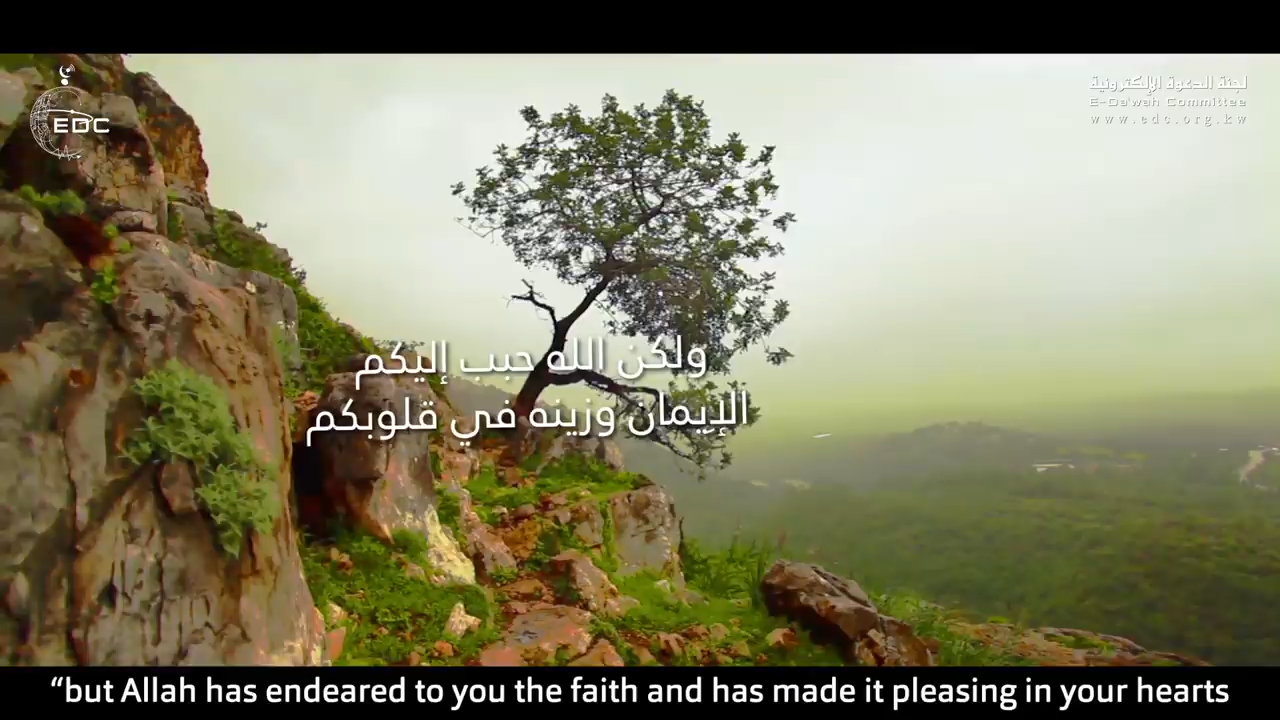 EDC
لجنة الدعوة الإلكترونية
E-Da'wah Committee
www.edc.org.kw
ولكن الله حبب إليكم
الإيمان وزينه في قلوبكم
“but Allah has endeared to you the faith and has made it pleasing in your hearts